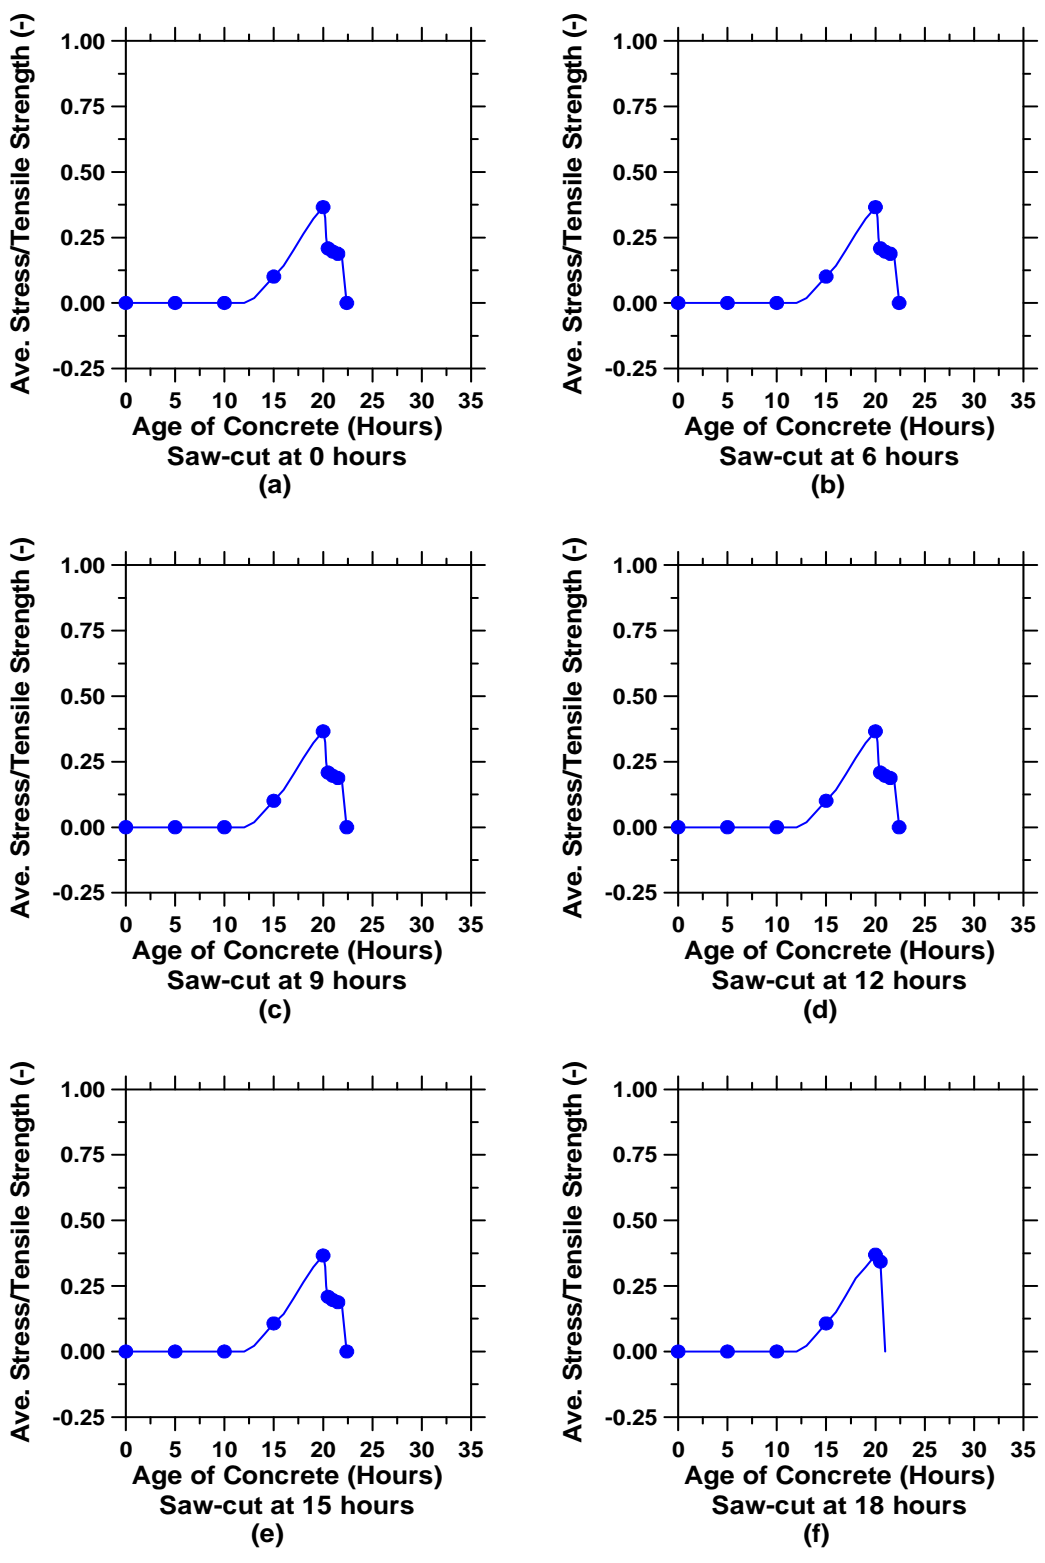 Ave. Stress/Tensile Strength (-)
1.00
0.75
0.50
0.25
0.00
-0.25
0 5 10 15 20 25 30 35
Age of Concrete (Hours)
Saw-cut at 0 hours
(a)
Ave. Stress/Tensile Strength (-)
1.00
0.75
0.50
0.25
0.00
-0.25
0 5 10 15 20 25 30 35
Age of Concrete (Hours)
Saw-cut at 6 hours
(b)
Ave. Stress/Tensile Strength (-)
1.00
0.75
0.50
0.25
0.00
-0.25
0 5 10 15 20 25 30 35
Age of Concrete (Hours)
Saw-cut at 9 hours
(c)
Ave. Stress/Tensile Strength (-)
1.00
0.75
0.50
0.25
0.00
-0.25
0 5 10 15 20 25 30 35
Age of Concrete (Hours)
Saw-cut at 12 hours
(d)
Ave. Stress/Tensile Strength (-)
1.00
0.75
0.50
0.25
0.00
-0.25
0 5 10 15 20 25 30 35
Age of Concrete (Hours)
Saw-cut at 15 hours
(e)
Ave. Stress/Tensile Strength (-)
1.00
0.75
0.50
0.25
0.00
-0.25
0 5 10 15 20 25 30 35
Age of Concrete (Hours)
Saw-cut at 18 hours
(f)